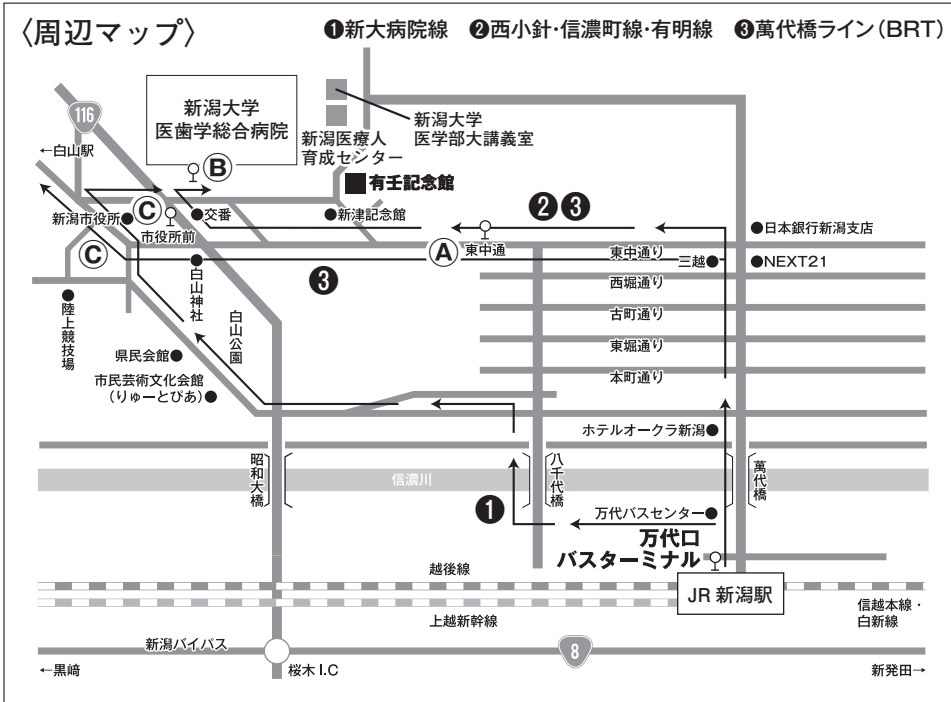 〈周辺マップ〉
❶新大病院線 ❷西小針・信濃町線・有明線 ❸萬代橋ライン(BRT)
116
新潟大学
医歯学総合病院
新潟大学
医学部大講義室
新潟医療人
育成センター
←白山駅
B
有壬記念館
新潟市役所
C
市役所前
交番
新津記念館
❷❸
東中通
A
日本銀行新潟支店
東中通り
三越
NEXT21
C
白山神社
❸
西堀通り
陸上競技場
白山公園
古町通り
県民会館
東堀通り
市民芸術文化会館
(りゅーとぴあ)
本町通り
ホテルオークラ新潟
昭和大橋
信濃川
❶
八千代橋
萬代橋
万代バスセンター
万代口
バスターミナル
越後線
JR 新潟駅
信越本線・
白新線
上越新幹線
新潟バイパス
8
←黒﨑
桜木 I.C
新発田→